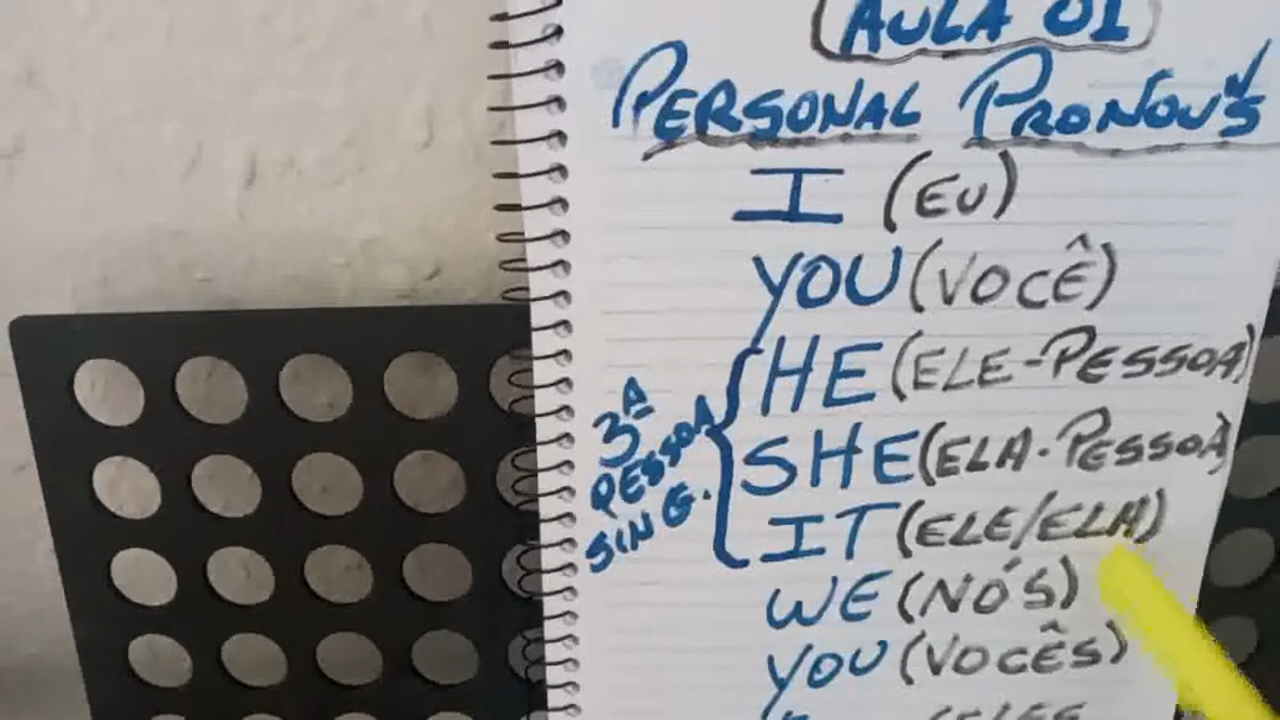 AULA 01
PERSONAL PRONOUNS
I (EU)
YOU (VOCÊ)
HE (ELE-PESSOA)
SHE (ELA-PESSOA)
IT (ELE/ELA)
3ª
PESSOA
SING.
WE (NÓS)
YOU (VOCÊS)